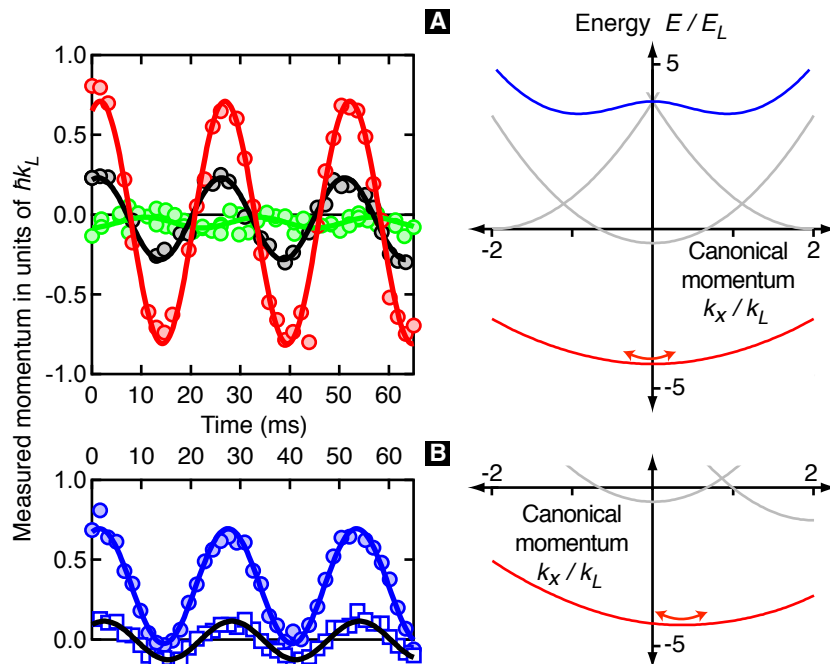 A
Energy E / E_L
1.0
0.5
0.0
-0.5
-1.0
0 10 20 30 40 50 60
Time (ms)
Measured momentum in units of ħk_L
5
-2
2
Canonical
momentum
k_x / k_L
-5
B
0 10 20 30 40 50 60
1.0
0.5
0.0
-2
2
Canonical
momentum
k_x / k_L
-5